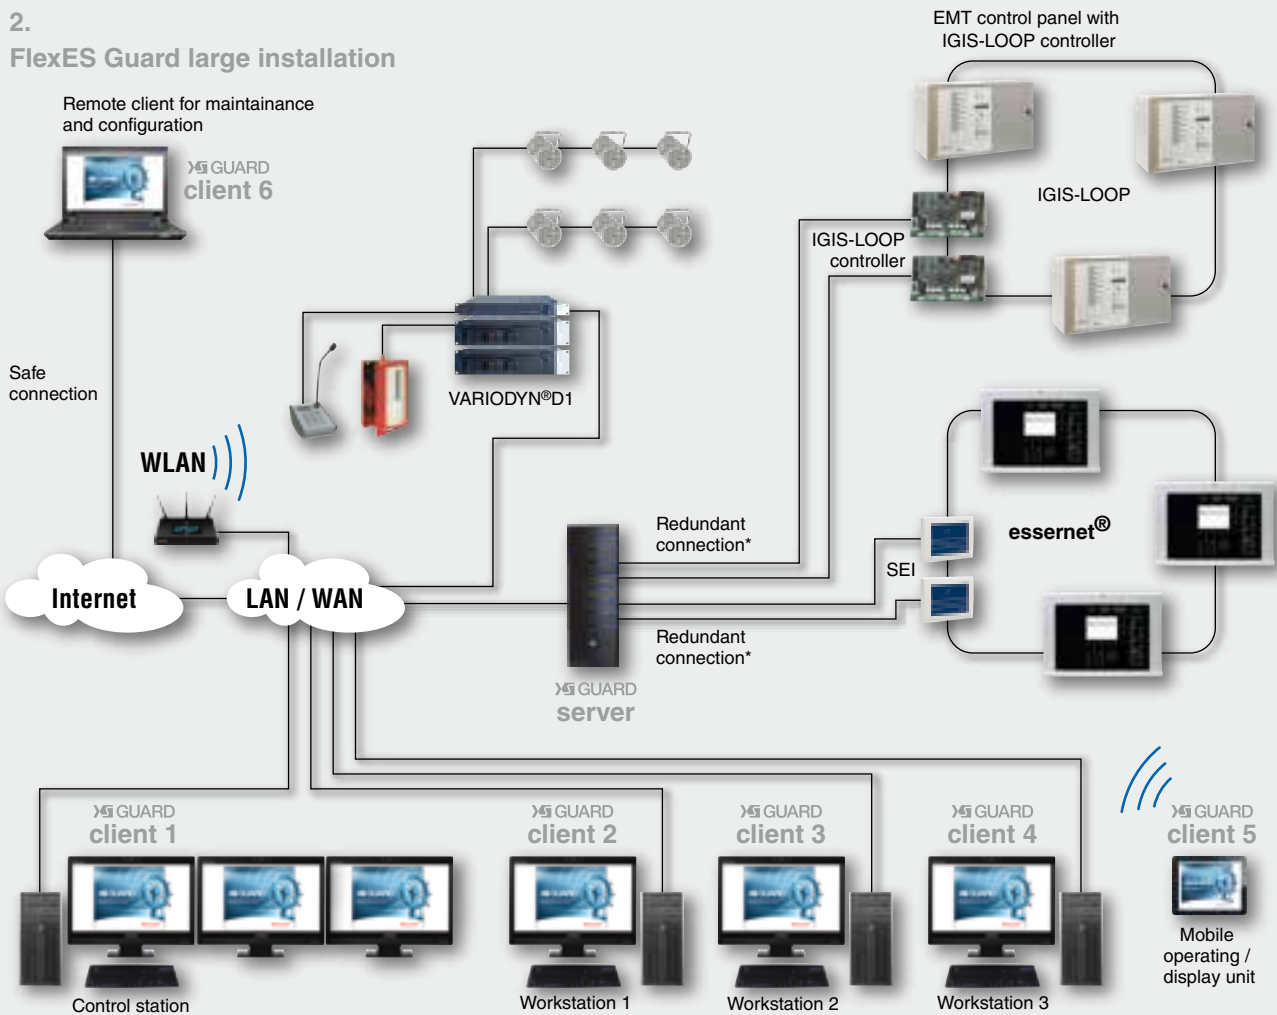 2.
FlexES Guard large installation
EMT control panel with
IGIS-LOOP controller
Remote client for maintainance
and configuration
GUARD
client 6
IGIS-LOOP
IGIS-LOOP
controller
Safe
connection
VARIODYN®D1
WLAN
Redundant
connection*
essernet®
SEI
Internet
LAN / WAN
Redundant
connection*
GUARD
server
GUARD
client 1
GUARD
client 2
GUARD
client 3
GUARD
client 4
GUARD
client 5
Control station
Workstation 1
Workstation 2
Workstation 3
Mobile
operating /
display unit